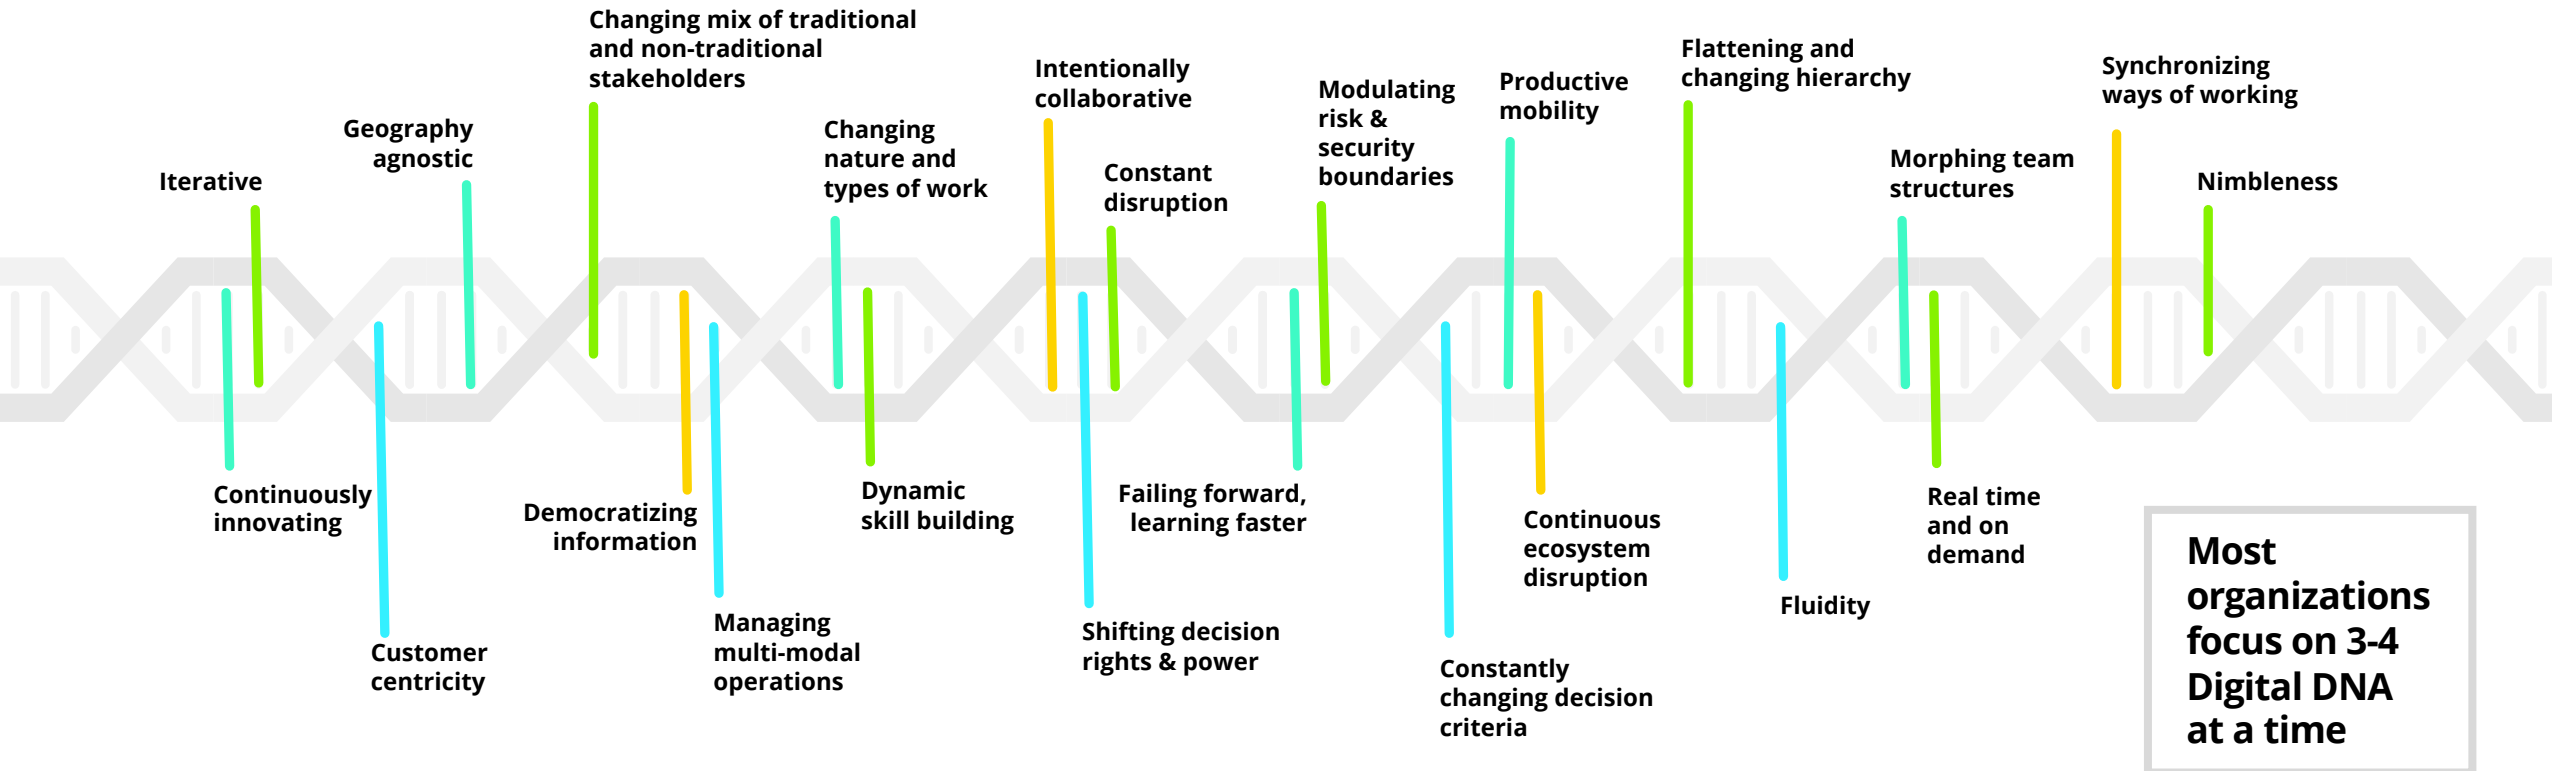 Changing mix of traditional
and non-traditional
stakeholders
Iterative
Geography
agnostic
Changing
nature and
types of work
Intentionally
collaborative
Constant
disruption
Modulating
risk &
security
boundaries
Productive
mobility
Flattening and
changing hierarchy
Morphing team
structures
Synchronizing
ways of working
Nimbleness
Continuously
innovating
Customer
centricity
Democratizing
information
Managing
multi-modal
operations
Dynamic
skill building
Shifting decision
rights & power
Failing forward,
learning faster
Constantly
changing decision
criteria
Continuous
ecosystem
disruption
Fluidity
Real time
and on
demand
Most
organizations
focus on 3-4
Digital DNA
at a time